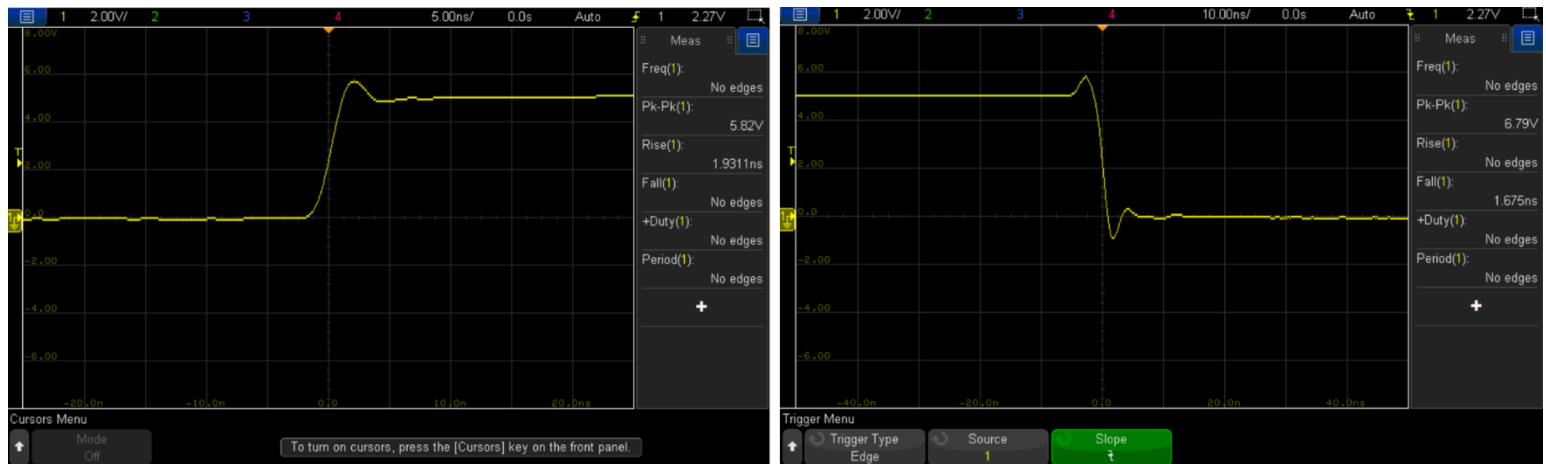 1 2.00V/ 2 3 4 5.00ns/ 0.0s Auto 1 2.27V
8.00V
6.00
4.00
2.00
0.0
-2.00
-4.00
-6.00
-20.0n -10.0n 0.0 10.0n 20.0ns
T
1
Meas
Freq(1):
No edges
Pk-Pk(1):
5.82V
Rise(1):
1.9311ns
Fall(1):
No edges
+Duty(1):
No edges
Period(1):
No edges
Cursors Menu
Mode
Off
To turn on cursors, press the [Cursors] key on the front panel.
1 2.00V/ 2 3 4 10.00ns/ 0.0s Auto 1 2.27V
8.00V
6.00
4.00
2.00
0.0
-2.00
-4.00
-6.00
-40.0n -20.0n 0.0 20.0n 40.0ns
T
1
Meas
Freq(1):
No edges
Pk-Pk(1):
6.79V
Rise(1):
No edges
Fall(1):
1.675ns
+Duty(1):
No edges
Period(1):
No edges
Trigger Menu
Trigger Type
Edge
Source
1
Slope